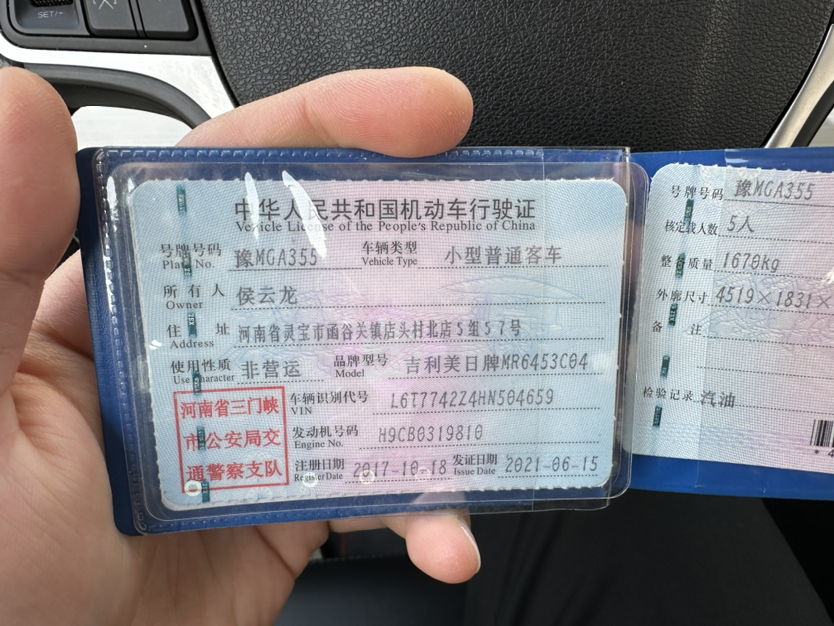 SET/-
中华人民共和国机动车行驶证
Vehicle License of the People's Republic of China
号牌号码 豫MGA355 车辆类型 小型普通客车
Plate No. Vehicle Type
所有人 侯云龙
Owner
住址 河南省灵宝市函谷关镇店头村北店5组57号
Address
使用性质 非营运 品牌型号 吉利美日牌MR6453C04
Use Character Model
河南省三门峡
市公安局交
通警察支队
车辆识别代号 L6T7742Z4HN504659
VIN
发动机号码 H9CB0319810
Engine No.
注册日期 2017-10-18 发证日期 2021-06-15
Register Date Issue Date
号牌号码 豫MGA355
核定载人数 5人
整备质量 1670kg
外廓尺寸 4519×1831×
备注
检验记录 汽油